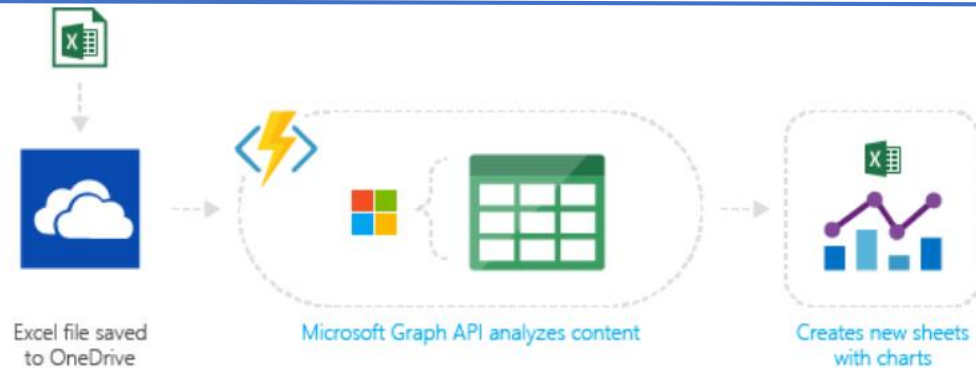 Excel file saved
to OneDrive
Microsoft Graph API analyzes content
Creates new sheets
with charts